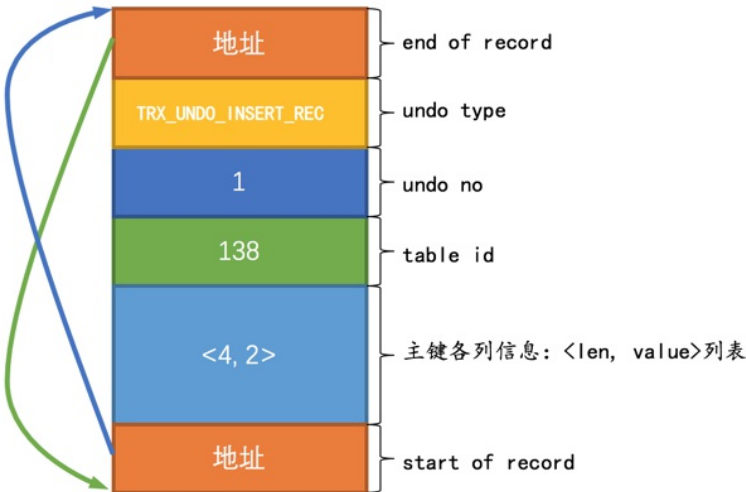 地址 end of record
TRX_UNDO_INSERT_REC undo type
1 undo no
138 table id
<4, 2> 主键各列信息：<len, value>列表
地址 start of record